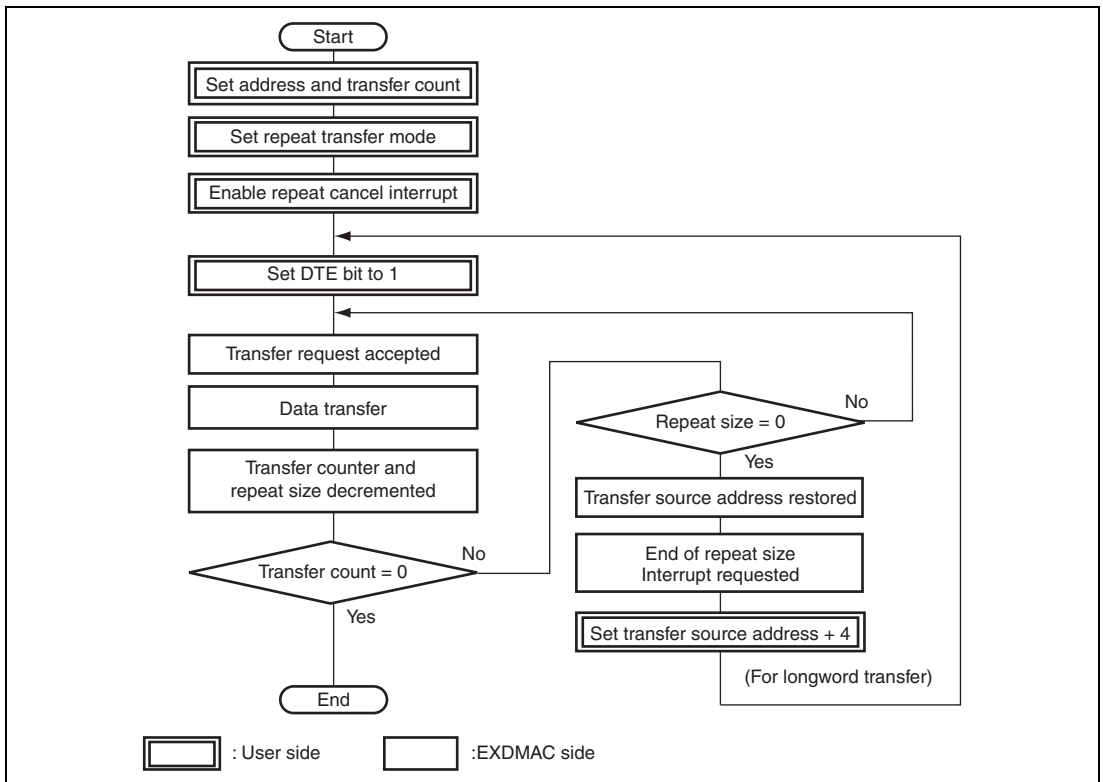 Start
Set address and transfer count
Set repeat transfer mode
Enable repeat cancel interrupt
Set DTE bit to 1
Transfer request accepted
Data transfer
Transfer counter and
repeat size decremented
Transfer count = 0
No
Yes
End
Repeat size = 0
No
Yes
Transfer source address restored
End of repeat size
Interrupt requested
Set transfer source address + 4
(For longword transfer)
: User side
:EXDMAC side